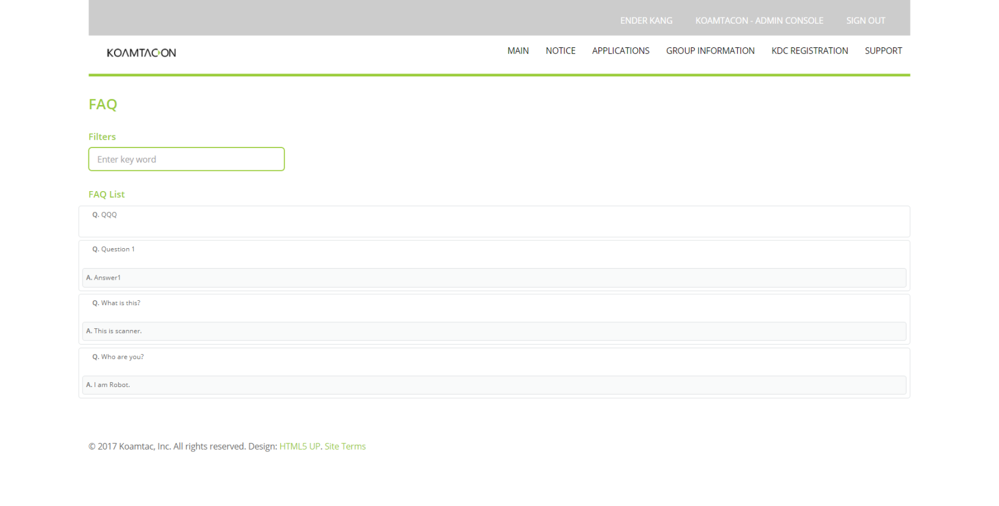 ENDER KANG KOAMTACON - ADMIN CONSOLE SIGN OUT
KOAMTACON MAIN NOTICE APPLICATIONS GROUP INFORMATION KDC REGISTRATION SUPPORT
FAQ
Filters
Enter key word
FAQ List
Q. QQQ
Q. Question 1
A. Answer1
Q. What is this?
A. This is scanner.
Q. Who are you?
A. I am Robot.
© 2017 Koamtac, Inc. All rights reserved. Design: HTML5 UP. Site Terms